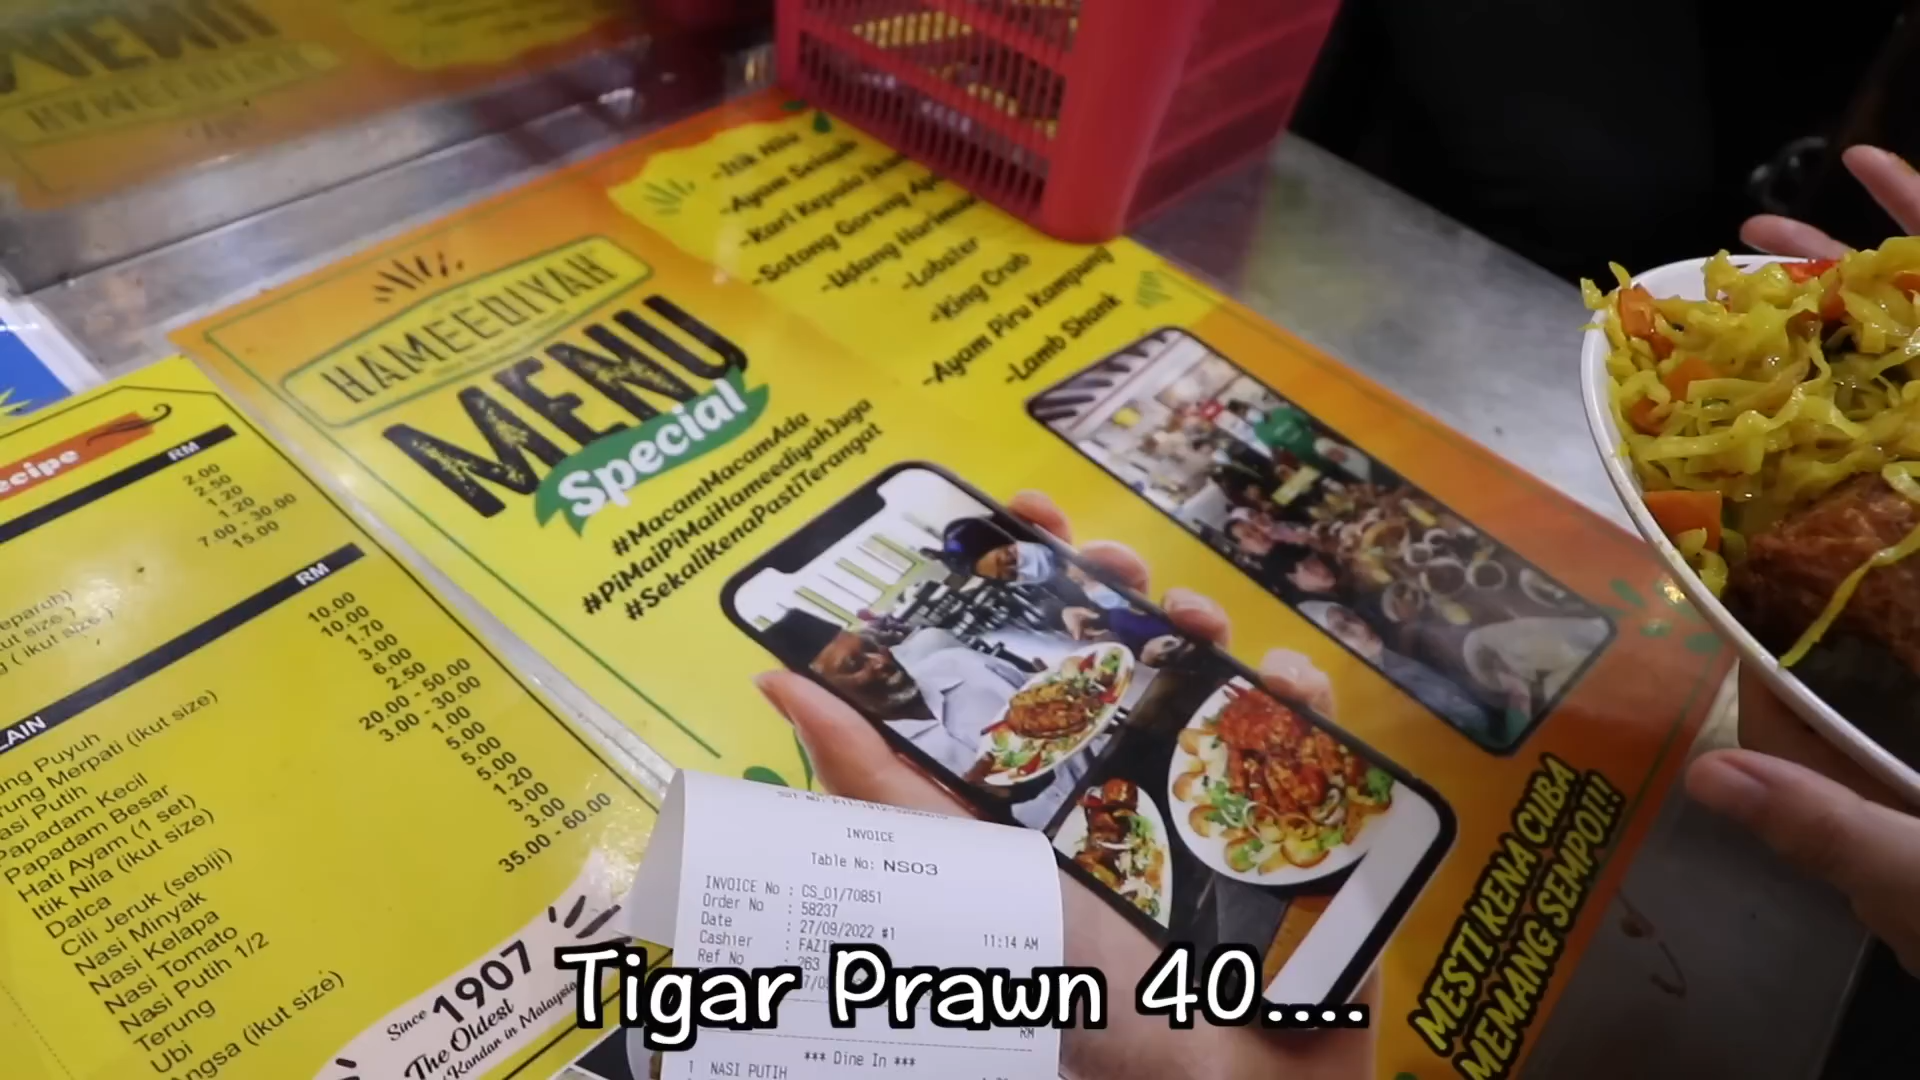 HAMEEDIYAH
MENU
Special
#MacamMacamAda
#PiMaiPiMaiHameediyahJuga
#SekaliKenaPastiTerangat
-Itik Nila
-Ayam
-Kari Kepala
-Sotong Goreng
-Udang
-Lobster
-King Crab
-Ayam Piru Kampung
-Lamb Shank
MESTI KENA CUBA
MEMANG SEMPOI!!
RM
2.00
2.50
1.20
1.20
7.00 - 30.00
15.00
( ikut size )
LAIN RM
Puyuh 10.00
Merpati (ikut size) 10.00
Putih 1.70
Papadam Kecil 3.00
Papadam Besar 6.00
Hati Ayam (1 set) 2.50
Itik Nila (ikut size) 20.00 - 50.00
Dalca 3.00 - 30.00
Cili Jeruk (sebiji) 1.00
Nasi Minyak 5.00
Nasi Kelapa 5.00
Nasi Tomato 5.00
Nasi Putih 1/2 1.20
Terung 3.00
Ubi 3.00
(ikut size) 35.00 - 60.00
Since 1907
The Oldest
Kandar in Malaysia
INVOICE
Table No: NS03
INVOICE No : CS_01/70851
Order No : 58237
Date : 27/09/2022 #1 11:14 AM
Cashier :
Ref No : 263
RM
*** Dine In ***
1 NASI PUTIH
Tigar Prawn 40....